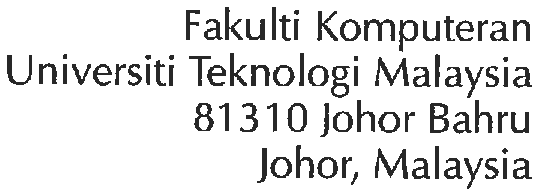 Fakulti Komputeran
Universiti Teknologi Malaysia
81310 Johor Bahru
Johor, Malaysia